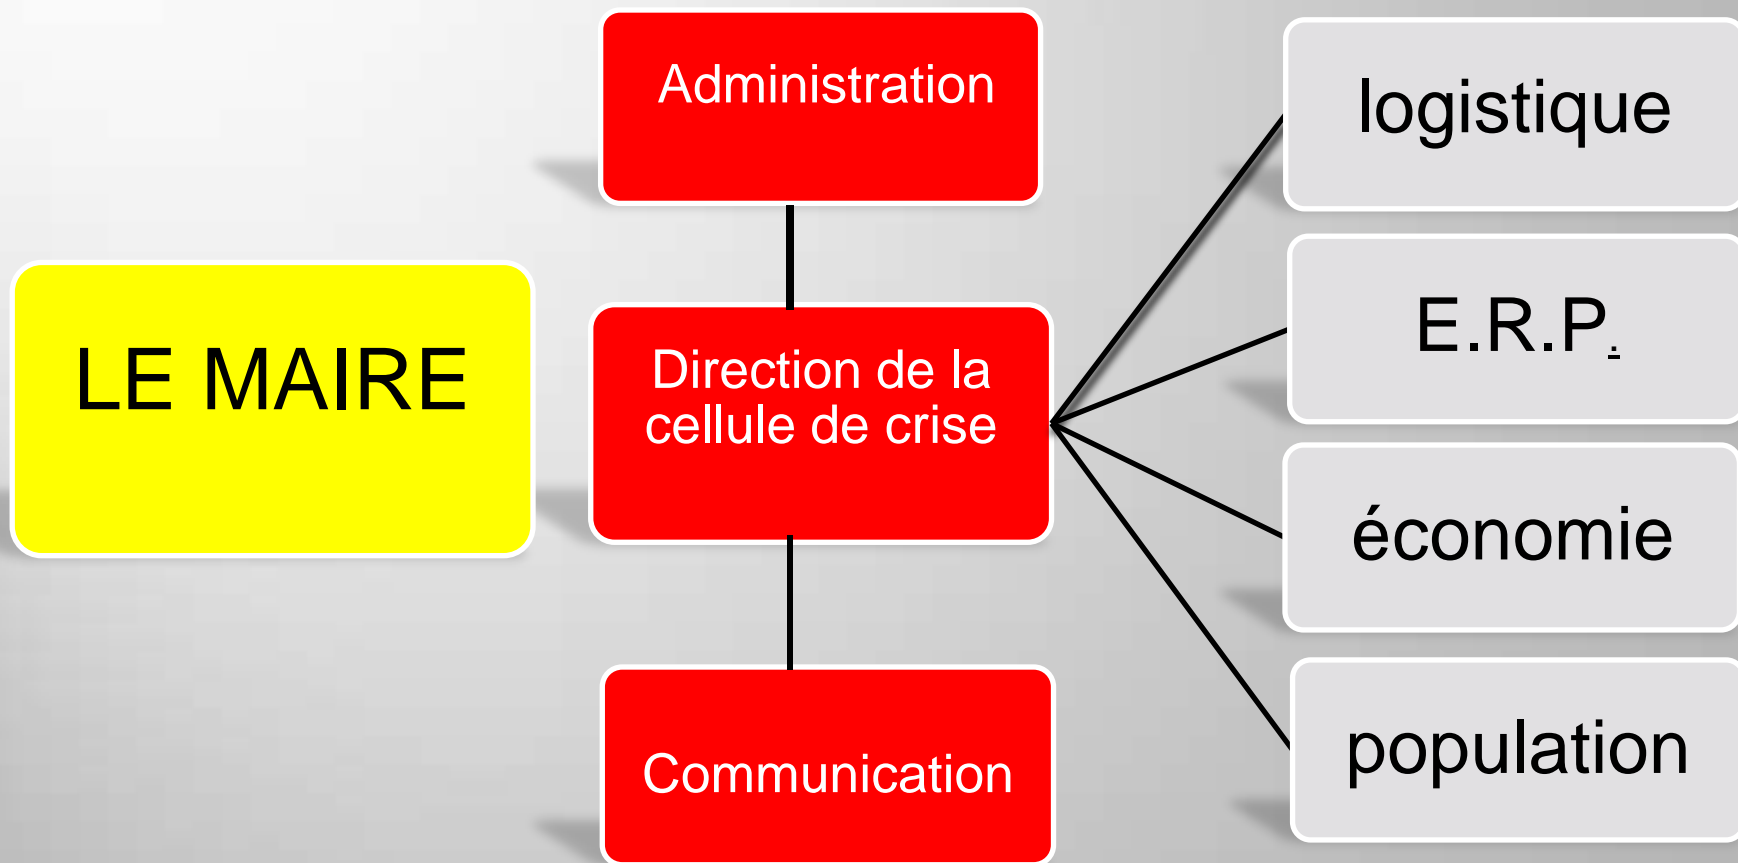 LE MAIRE
Administration
Direction de la
cellule de crise
Communication
logistique
E.R.P.
économie
population